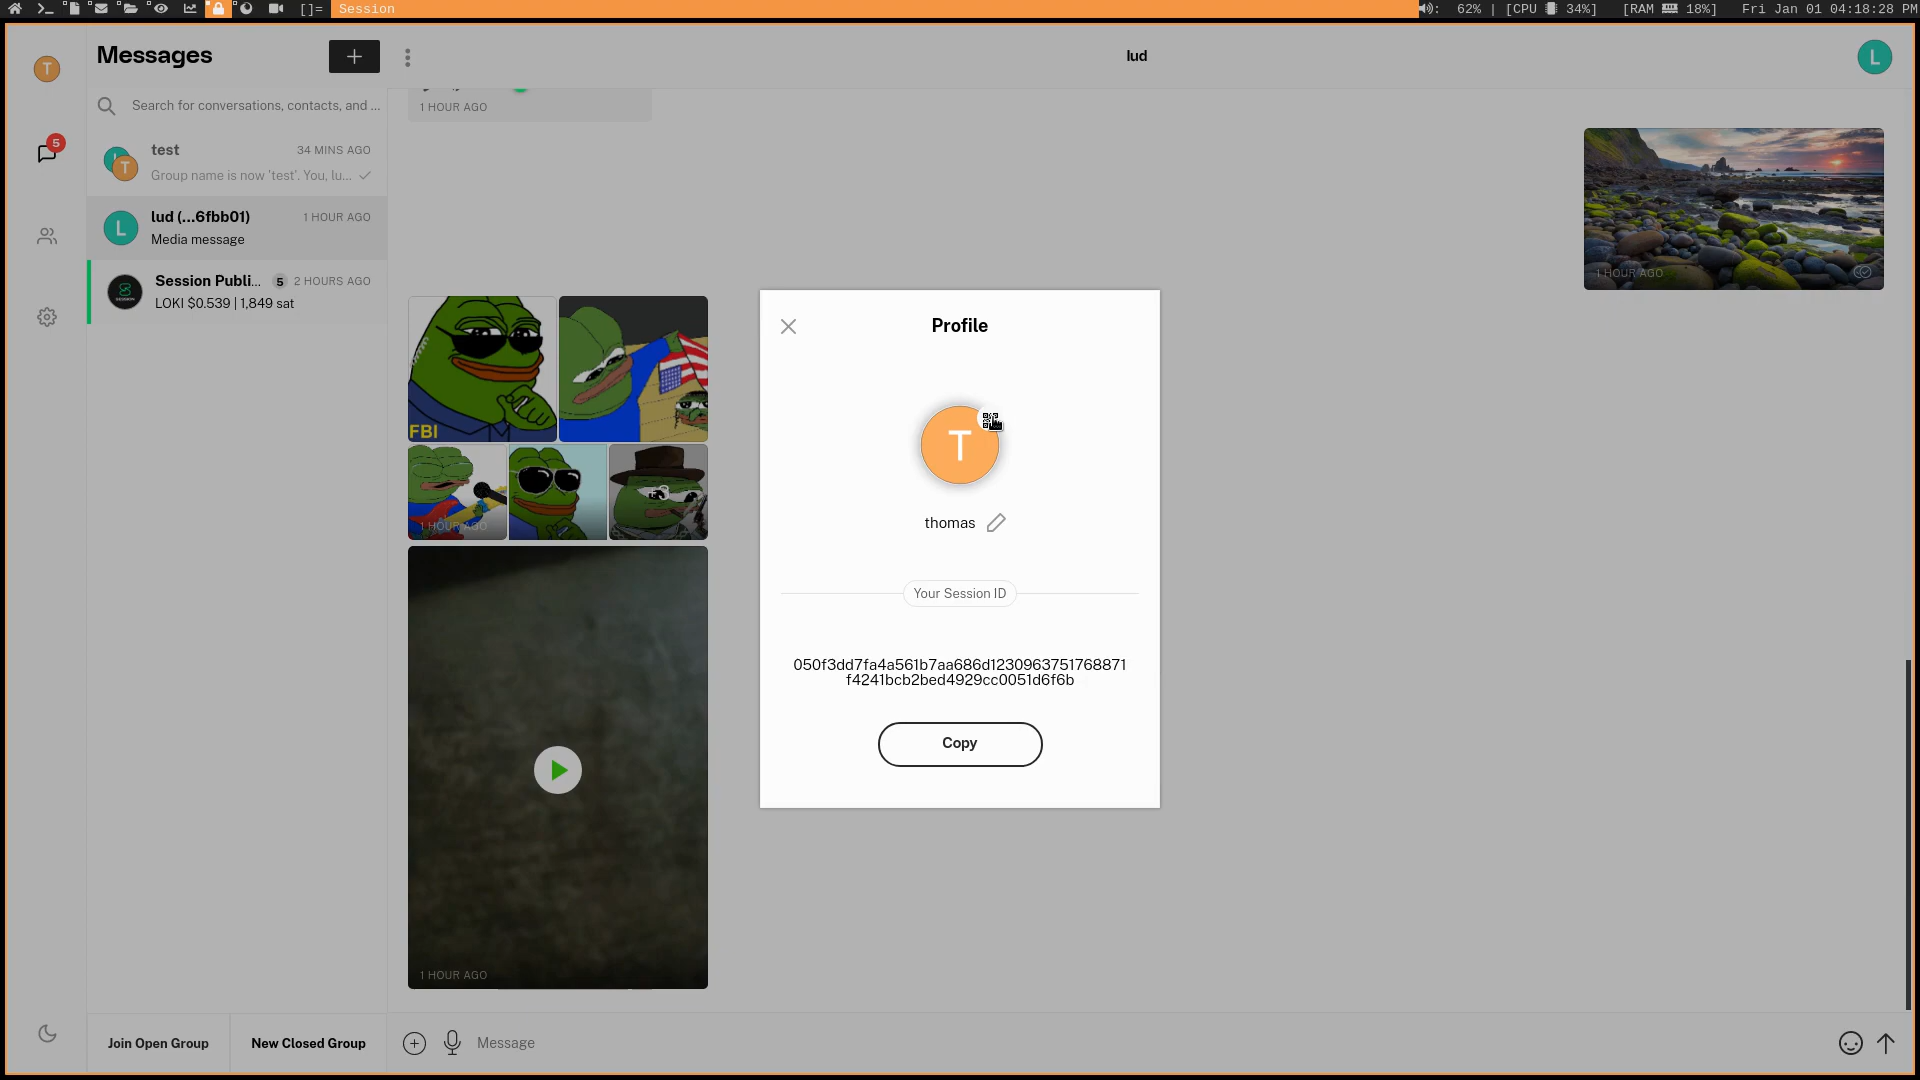 []= Session 62% | [CPU 34%] [RAM 18%] Fri Jan 01 04:18:28 PM
T
Messages
lud
L
Search for conversations, contacts, and ...
5
test 34 MINS AGO
Group name is now 'test'. You, lu...
T
lud (...6fbb01) 1 HOUR AGO
Media message
L
Session Publi... 5 2 HOURS AGO
LOKI $0.539 | 1,849 sat
SESSION
Join Open Group
New Closed Group
1 HOUR AGO
1 HOUR AGO
FBI
1 HOUR AGO
1 HOUR AGO
Profile
T
thomas
Your Session ID
050f3dd7fa4a561b7aa686d1230963751768871
f4241bcb2bed4929cc0051d6f6b
Copy
Message